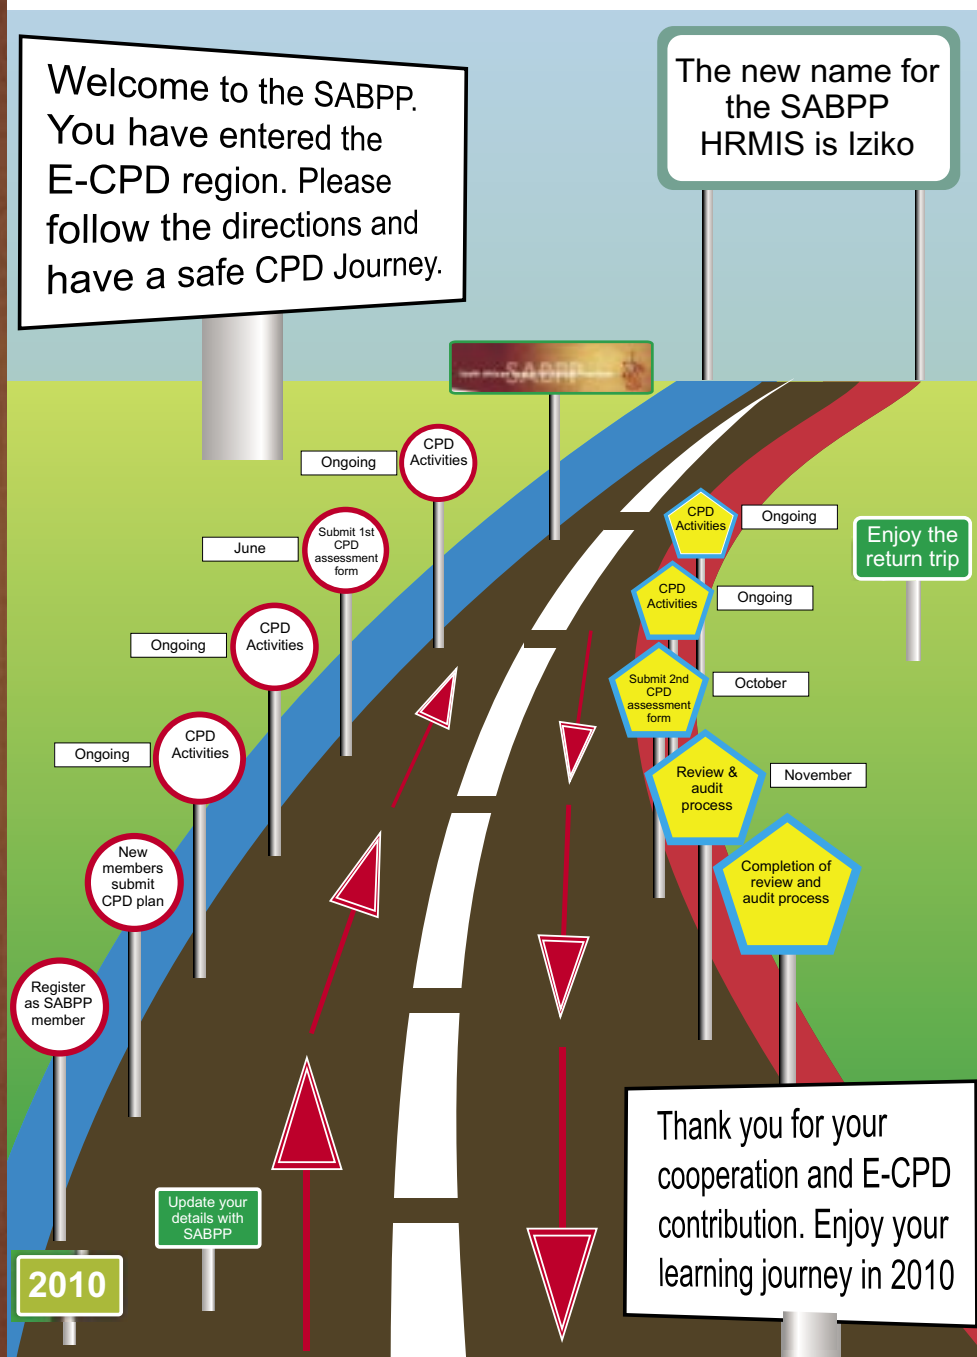 Welcome to the SABPP.
You have entered the
E-CPD region. Please
follow the directions and
have a safe CPD Journey.
The new name for
the SABPP
HRMIS is Iziko
SABPP
CPD
Activities
Ongoing
Submit 1st
CPD
assessment
form
June
CPD
Activities
Ongoing
CPD
Activities
Ongoing
New
members
submit
CPD plan
Register
as SABPP
member
CPD
Activities
Ongoing
Enjoy the
return trip
CPD
Activities
Ongoing
Submit 2nd
CPD
assessment
form
October
Review &
audit
process
November
Completion of
review and
audit process
Update your
details with
SABPP
2010
Thank you for your
cooperation and E-CPD
contribution. Enjoy your
learning journey in 2010